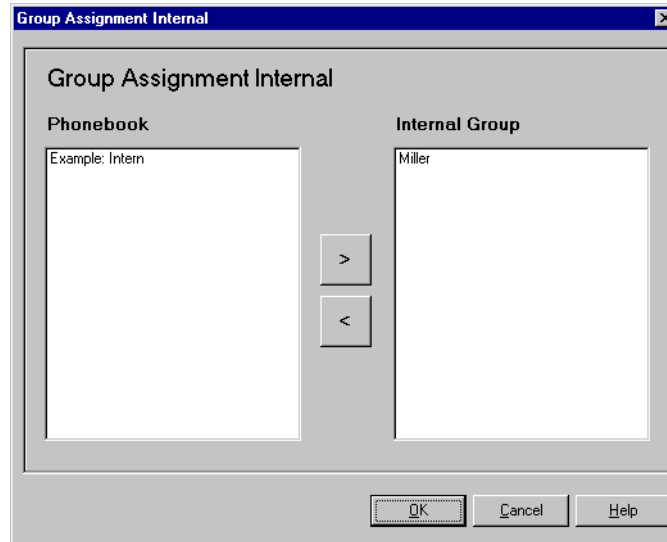 Group Assignment Internal
Group Assignment Internal
Phonebook
Internal Group
Example: Intern
Miller
>
<
OK
Cancel
Help